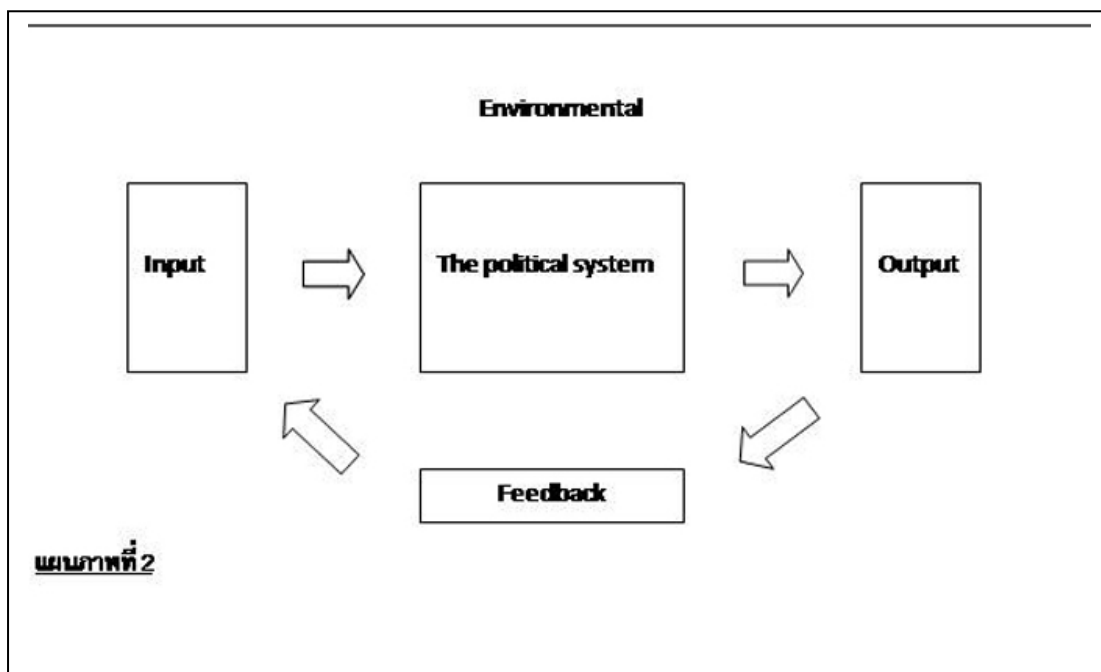 Environmental
Input
The political system
Output
Feedback
แผนภาพที่ 2